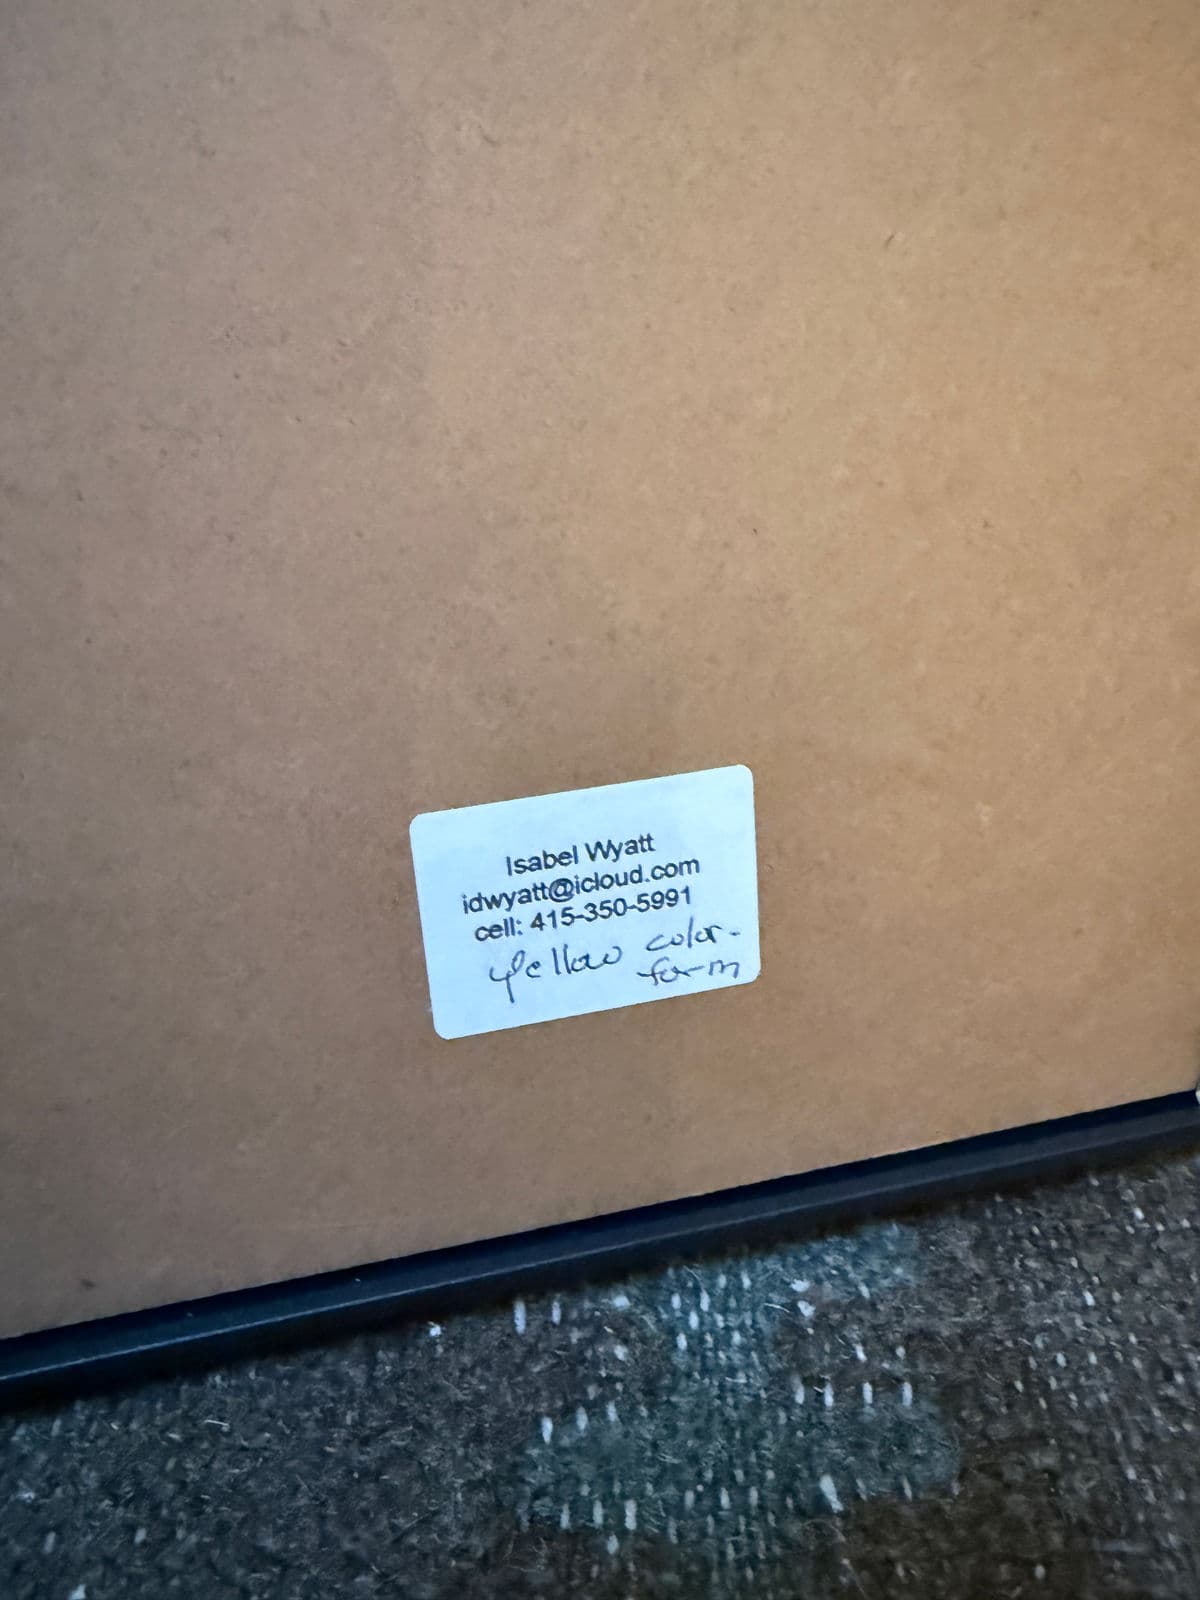 Isabel Wyatt
idwyatt@icloud.com
cell: 415-350-5991
yellow color-
form